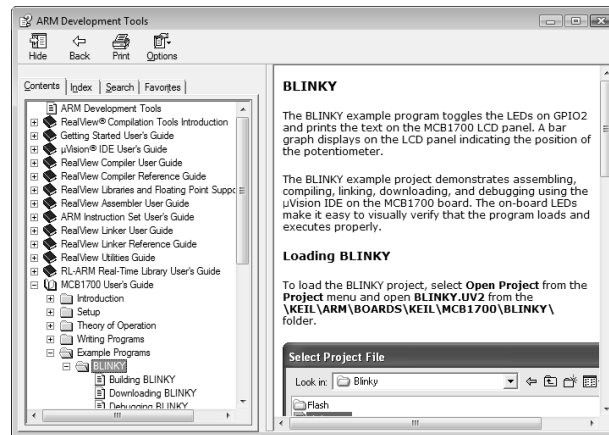 ARM Development Tools
Hide Back Print Options
Contents Index Search Favorites
ARM Development Tools
RealView® Compilation Tools Introduction
Getting Started User's Guide
µVision® IDE User's Guide
RealView Compiler User Guide
RealView Compiler Reference Guide
RealView Libraries and Floating Point Suppc
RealView Assembler User Guide
ARM Instruction Set User's Guide
RealView Linker User Guide
RealView Linker Reference Guide
RealView Utilities Guide
RL-ARM Real-Time Library User's Guide
MCB1700 User's Guide
Introduction
Setup
Theory of Operation
Writing Programs
Example Programs
BLINKY
Building BLINKY
Downloading BLINKY
Debugging BLINKY
BLINKY
The BLINKY example program toggles the LEDs on GPIO2
and prints the text on the MCB1700 LCD panel. A bar
graph displays on the LCD panel indicating the position of
the potentiometer.
The BLINKY example project demonstrates assembling,
compiling, linking, downloading, and debugging using the
µVision IDE on the MCB1700 board. The on-board LEDs
make it easy to visually verify that the program loads and
executes properly.
Loading BLINKY
To load the BLINKY project, select Open Project from the
Project menu and open BLINKY.UV2 from the
\KEIL\ARM\BOARDS\KEIL\MCB1700\BLINKY\
folder.
Select Project File
Look in: Blinky
Flash